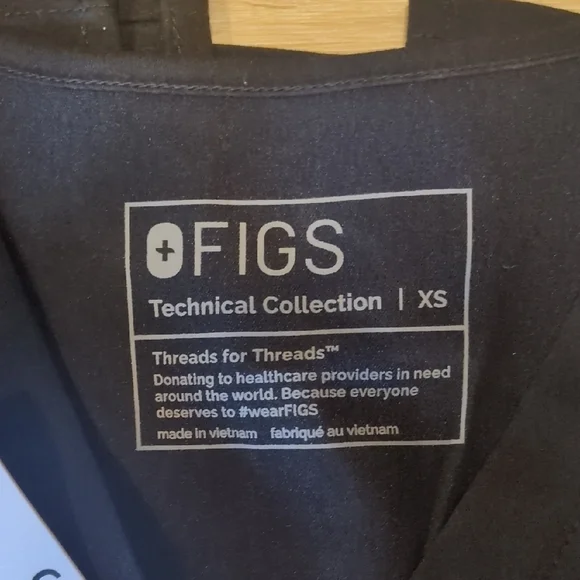 FIGS
Technical Collection | XS
Threads for Threads™
Donating to healthcare providers in need
around the world. Because everyone
deserves to #wearFIGS
made in vietnam fabriqué au vietnam